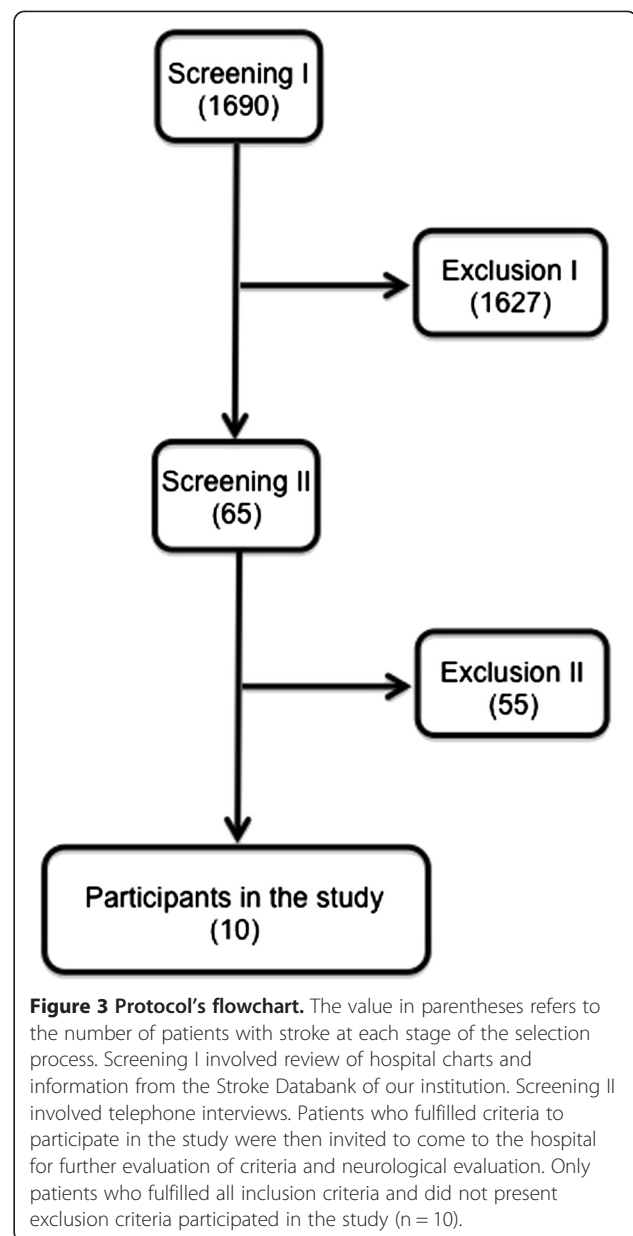 Screening I
(1690)
Exclusion I
(1627)
Screening II
(65)
Exclusion II
(55)
Participants in the study
(10)
Figure 3 Protocol's flowchart. The value in parentheses refers to
the number of patients with stroke at each stage of the selection
process. Screening I involved review of hospital charts and
information from the Stroke Databank of our institution. Screening II
involved telephone interviews. Patients who fulfilled criteria to
participate in the study were then invited to come to the hospital
for further evaluation of criteria and neurological evaluation. Only
patients who fulfilled all inclusion criteria and did not present
exclusion criteria participated in the study (n = 10).